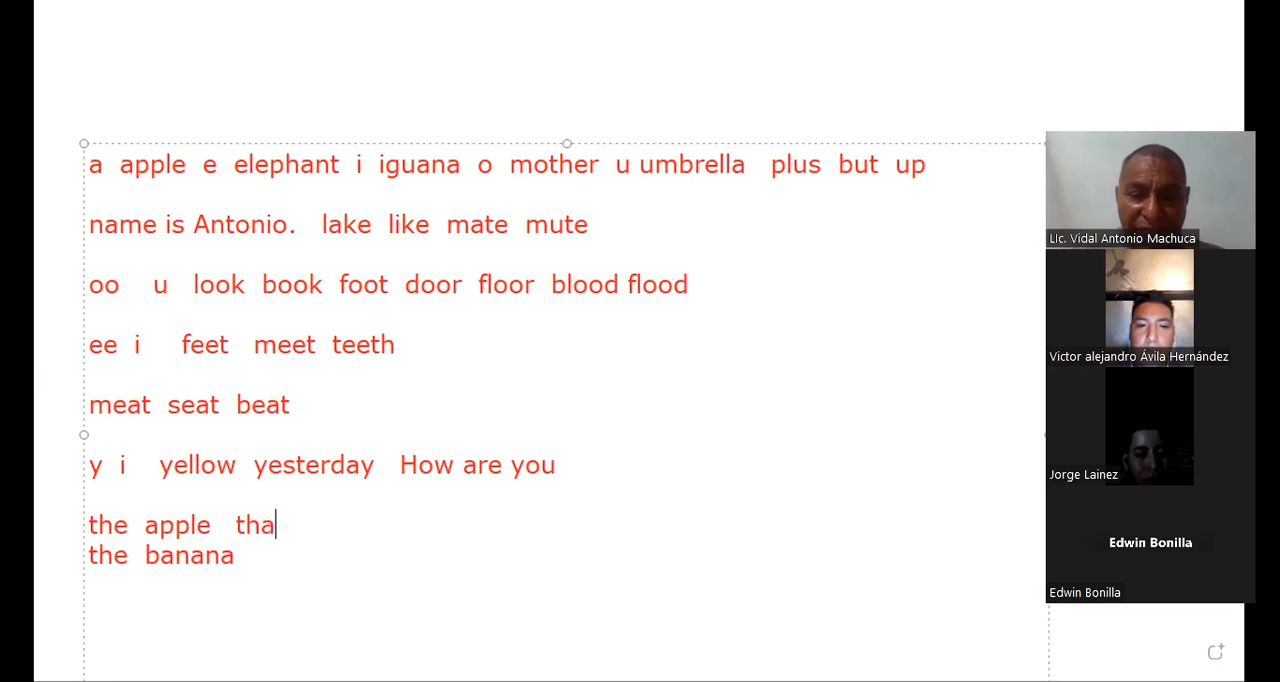 a apple e elephant i iguana o mother u umbrella plus but up
name is Antonio. lake like mate mute
oo u look book foot door floor blood flood
ee i feet meet teeth
meat seat beat
y i yellow yesterday How are you
the apple tha
the banana
LIc. Vidal Antonio Machuca
Victor alejandro Ávila Hernández
Jorge Lainez
Edwin Bonilla
Edwin Bonilla